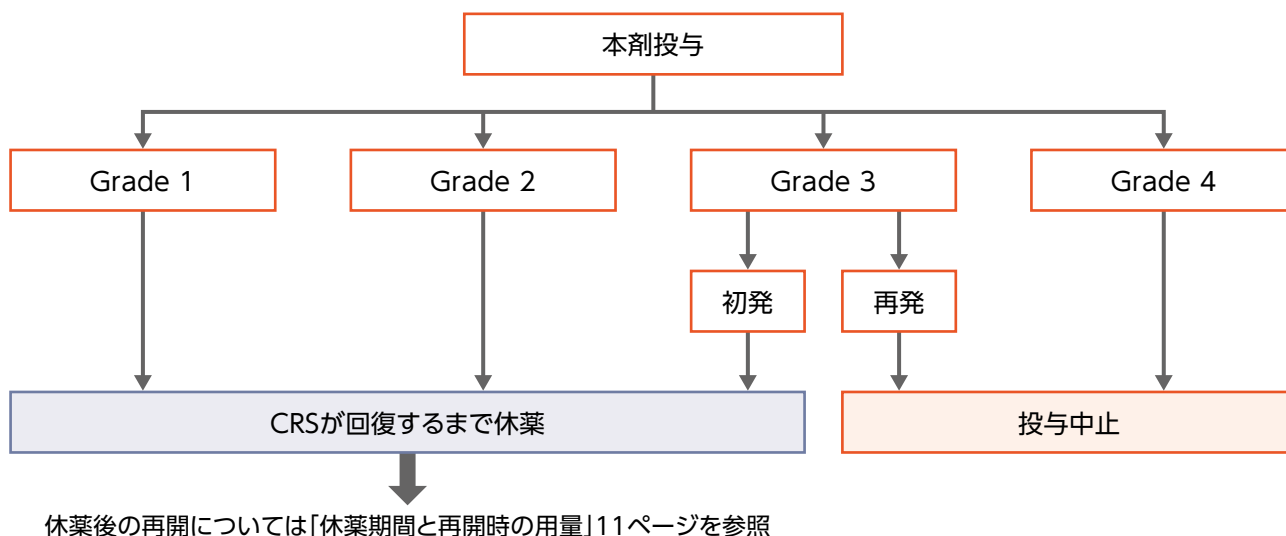 本剤投与
Grade 1
Grade 2
Grade 3
Grade 4
初発
再発
CRSが回復するまで休薬
投与中止
休薬後の再開については「休薬期間と再開時の用量」11ページを参照